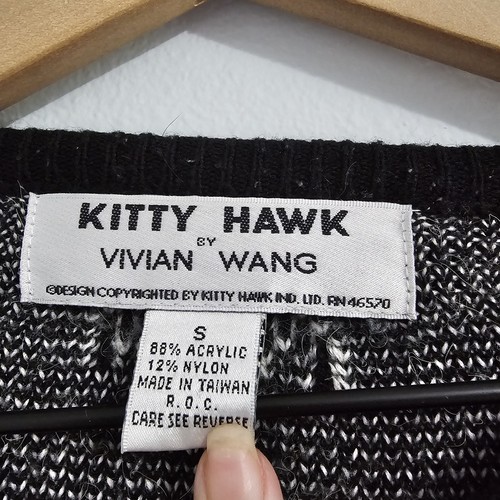 KITTY HAWK
BY
VIVIAN WANG
©DESIGN COPYRIGHTED BY KITTY HAWK IND. LTD. RN 46570
S
88% ACRYLIC
12% NYLON
MADE IN TAIWAN
R.O.C.
CARE SEE REVERSE